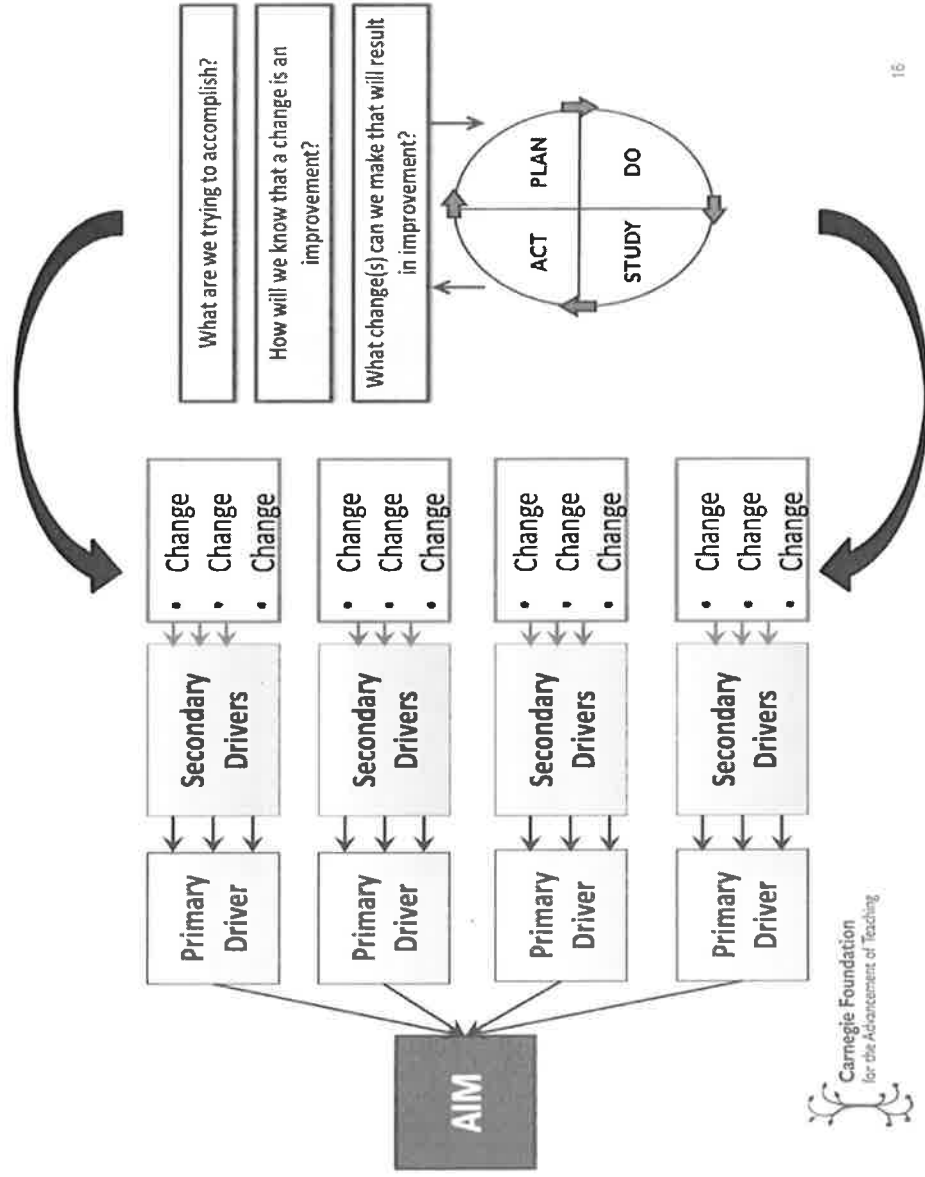 AIM
Primary
Driver
Secondary
Drivers
• Change
• Change
• Change
Primary
Driver
Secondary
Drivers
• Change
• Change
• Change
Primary
Driver
Secondary
Drivers
• Change
• Change
• Change
Primary
Driver
Secondary
Drivers
• Change
• Change
• Change
What are we trying to accomplish?
How will we know that a change is an
improvement?
What change(s) can we make that will result
in improvement?
ACT
PLAN
STUDY
DO
Carnegie Foundation
for the Advancement of Teaching
16